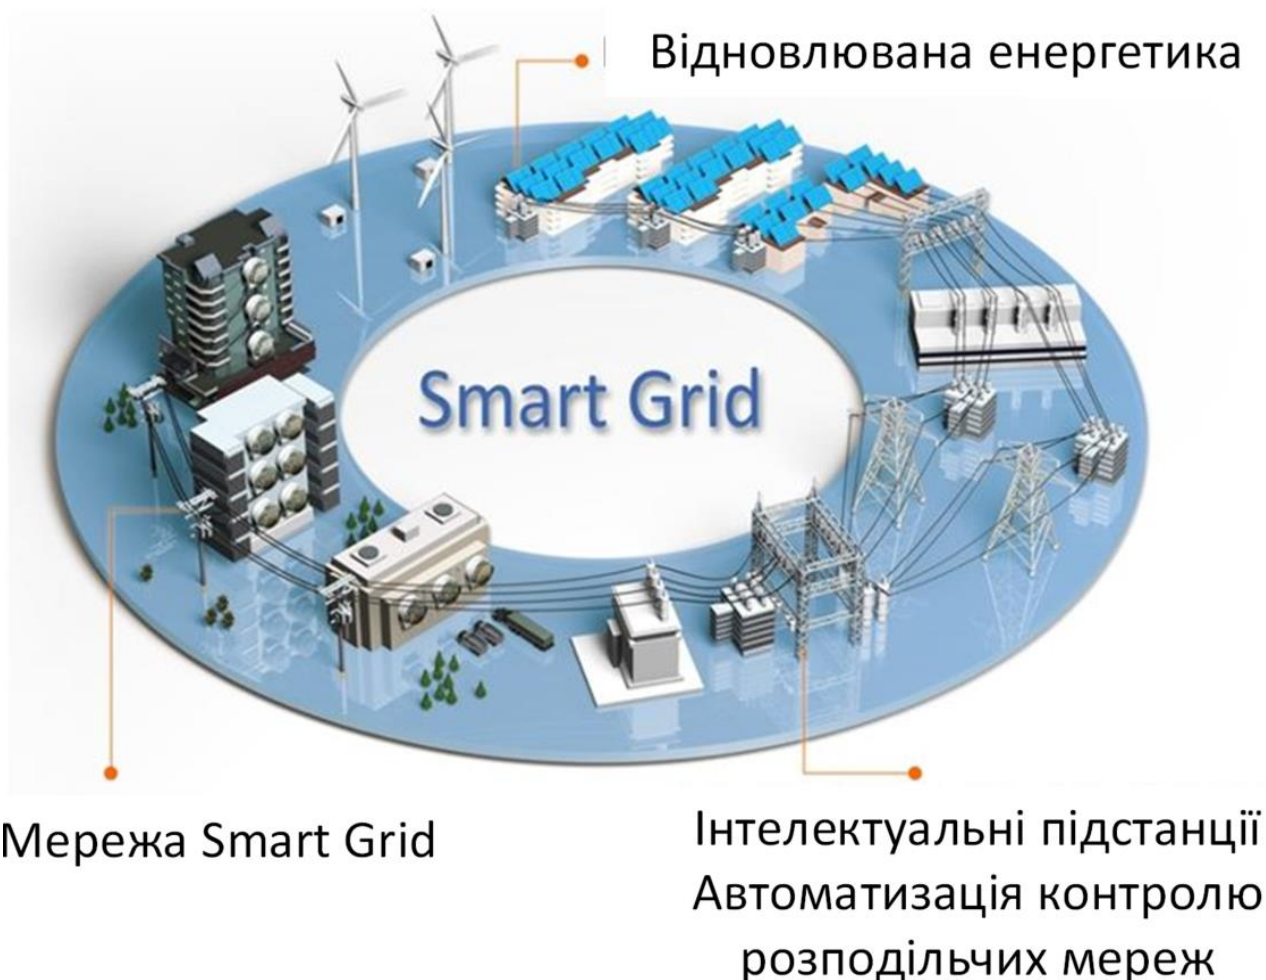 Відновлювана енергетика
Smart Grid
Мережа Smart Grid
Інтелектуальні підстанції
Автоматизація контролю
розподільчих мереж